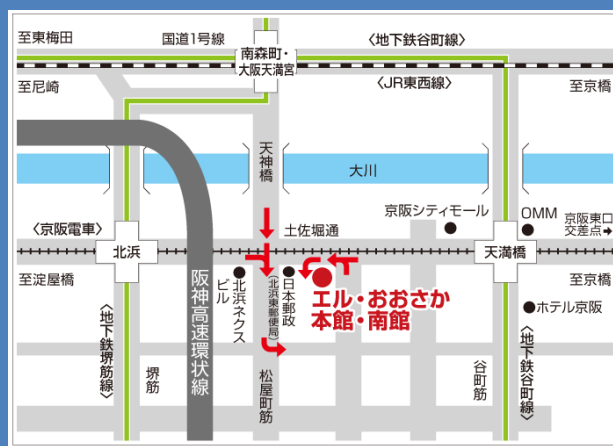 至東梅田
国道1号線
南森町・
大阪天満宮
〈地下鉄谷町線〉
至尼崎
〈JR東西線〉
至京橋
天神橋
大川
京阪シティモール
OMM
京阪東口
交差点→
〈京阪電車〉
土佐堀通
北浜
天満橋
至淀屋橋
至京橋
阪神高速環状線
北浜ネクス
ビル
日本郵政
(北浜東郵便局)
エル・おおさか
本館・南館
ホテル京阪
〈地下鉄堺筋線〉
堺筋
松屋町筋
谷町筋
〈地下鉄谷町線〉